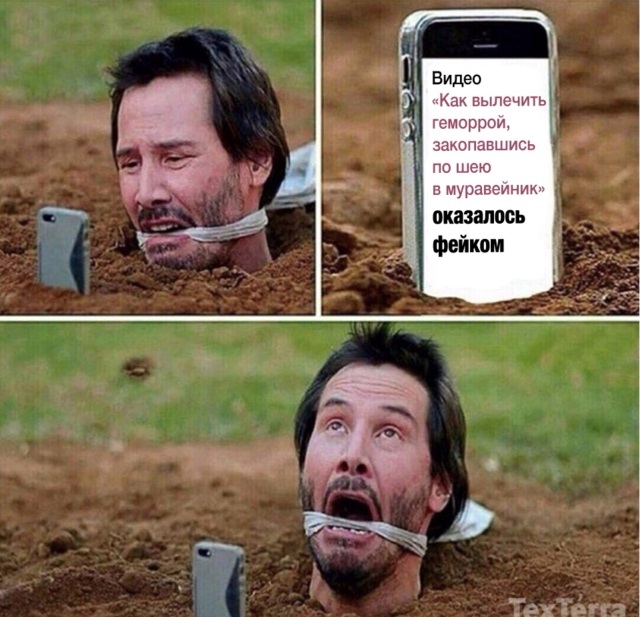 Видео
«Как вылечить
геморрой,
закопавшись
по шею
в муравейник»
оказалось
фейком
TexTerra